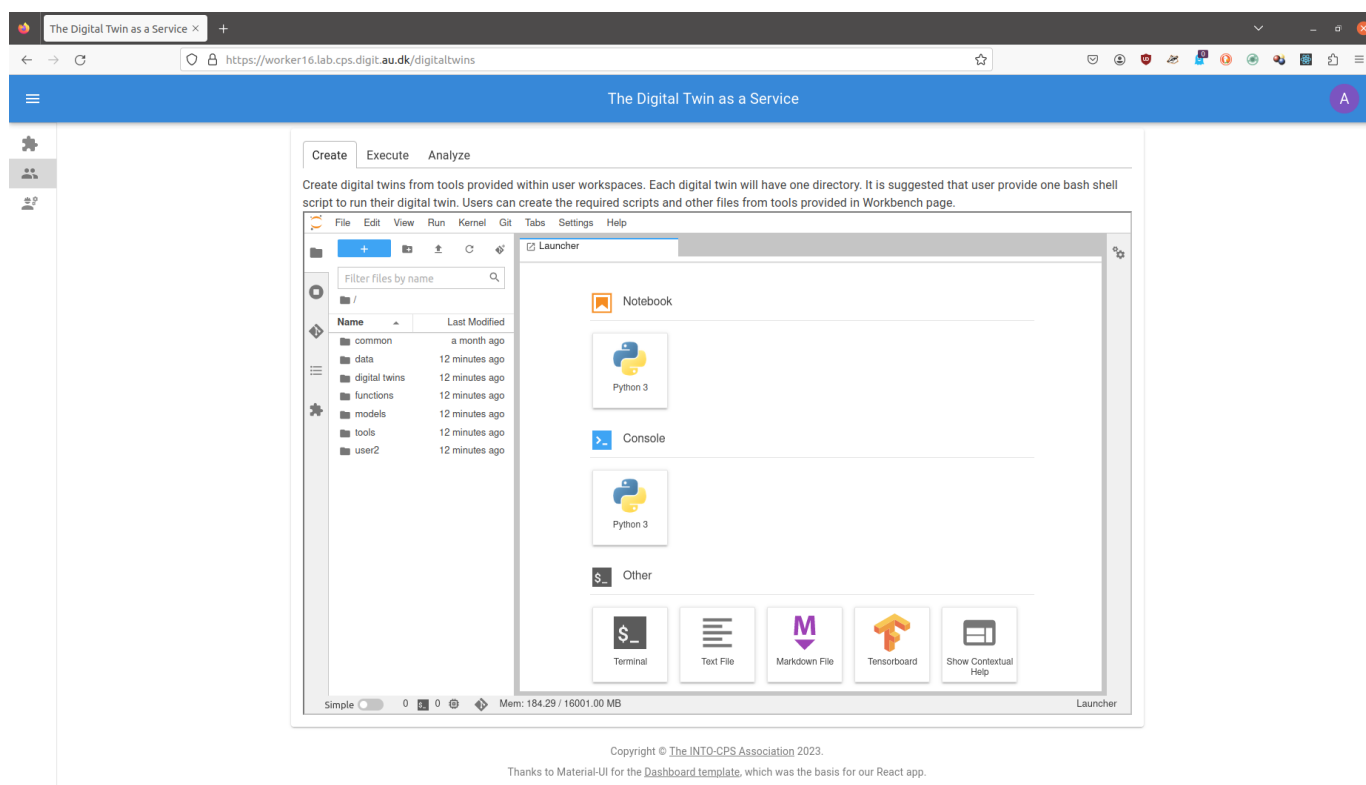 The Digital Twin as a Service × +
https://worker16.lab.cps.digit.au.dk/digitaltwins
The Digital Twin as a Service
A
Create Execute Analyze
Create digital twins from tools provided within user workspaces. Each digital twin will have one directory. It is suggested that user provide one bash shell
script to run their digital twin. Users can create the required scripts and other files from tools provided in Workbench page.
File Edit View Run Kernel Git Tabs Settings Help
Launcher
Filter files by name
/
Name Last Modified
common a month ago
data 12 minutes ago
digital twins 12 minutes ago
functions 12 minutes ago
models 12 minutes ago
tools 12 minutes ago
user2 12 minutes ago
Notebook
Python 3
Console
Python 3
$_ Other
$_
Terminal
Text File
M
Markdown File
Tensorboard
Show Contextual
Help
Simple 0 0 Mem: 184.29 / 16001.00 MB Launcher
Copyright © The INTO-CPS Association 2023.
Thanks to Material-UI for the Dashboard template, which was the basis for our React app.